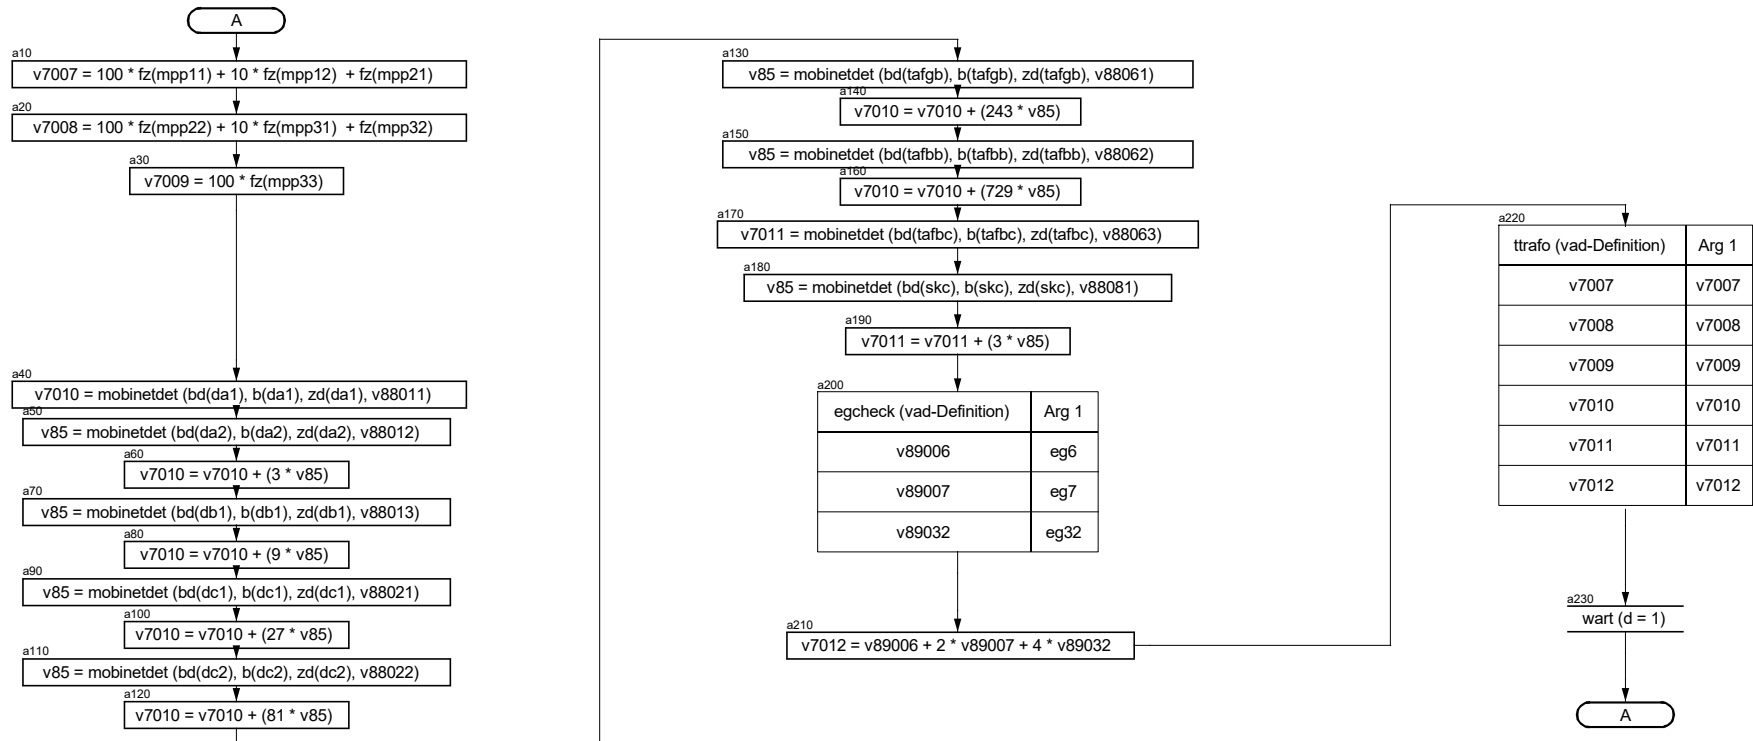 A
a10
v7007 = 100 * fz(mpp11) + 10 * fz(mpp12) + fz(mpp21)
a20
v7008 = 100 * fz(mpp22) + 10 * fz(mpp31) + fz(mpp32)
a30
v7009 = 100 * fz(mpp33)
a40
v7010 = mobinetdet (bd(da1), b(da1), zd(da1), v88011)
a50
v85 = mobinetdet (bd(da2), b(da2), zd(da2), v88012)
a60
v7010 = v7010 + (3 * v85)
a70
v85 = mobinetdet (bd(db1), b(db1), zd(db1), v88013)
a80
v7010 = v7010 + (9 * v85)
a90
v85 = mobinetdet (bd(dc1), b(dc1), zd(dc1), v88021)
a100
v7010 = v7010 + (27 * v85)
a110
v85 = mobinetdet (bd(dc2), b(dc2), zd(dc2), v88022)
a120
v7010 = v7010 + (81 * v85)
a130
v85 = mobinetdet (bd(tafgb), b(tafgb), zd(tafgb), v88061)
a140
v7010 = v7010 + (243 * v85)
a150
v85 = mobinetdet (bd(tafbb), b(tafbb), zd(tafbb), v88062)
a160
v7010 = v7010 + (729 * v85)
a170
v7011 = mobinetdet (bd(tafbc), b(tafbc), zd(tafbc), v88063)
a180
v85 = mobinetdet (bd(skc), b(skc), zd(skc), v88081)
a190
v7011 = v7011 + (3 * v85)
a200
egcheck (vad-Definition) Arg 1
v89006 eg6
v89007 eg7
v89032 eg32
a210
v7012 = v89006 + 2 * v89007 + 4 * v89032
a220
ttrafo (vad-Definition) Arg 1
v7007 v7007
v7008 v7008
v7009 v7009
v7010 v7010
v7011 v7011
v7012 v7012
a230
wart (d = 1)
A